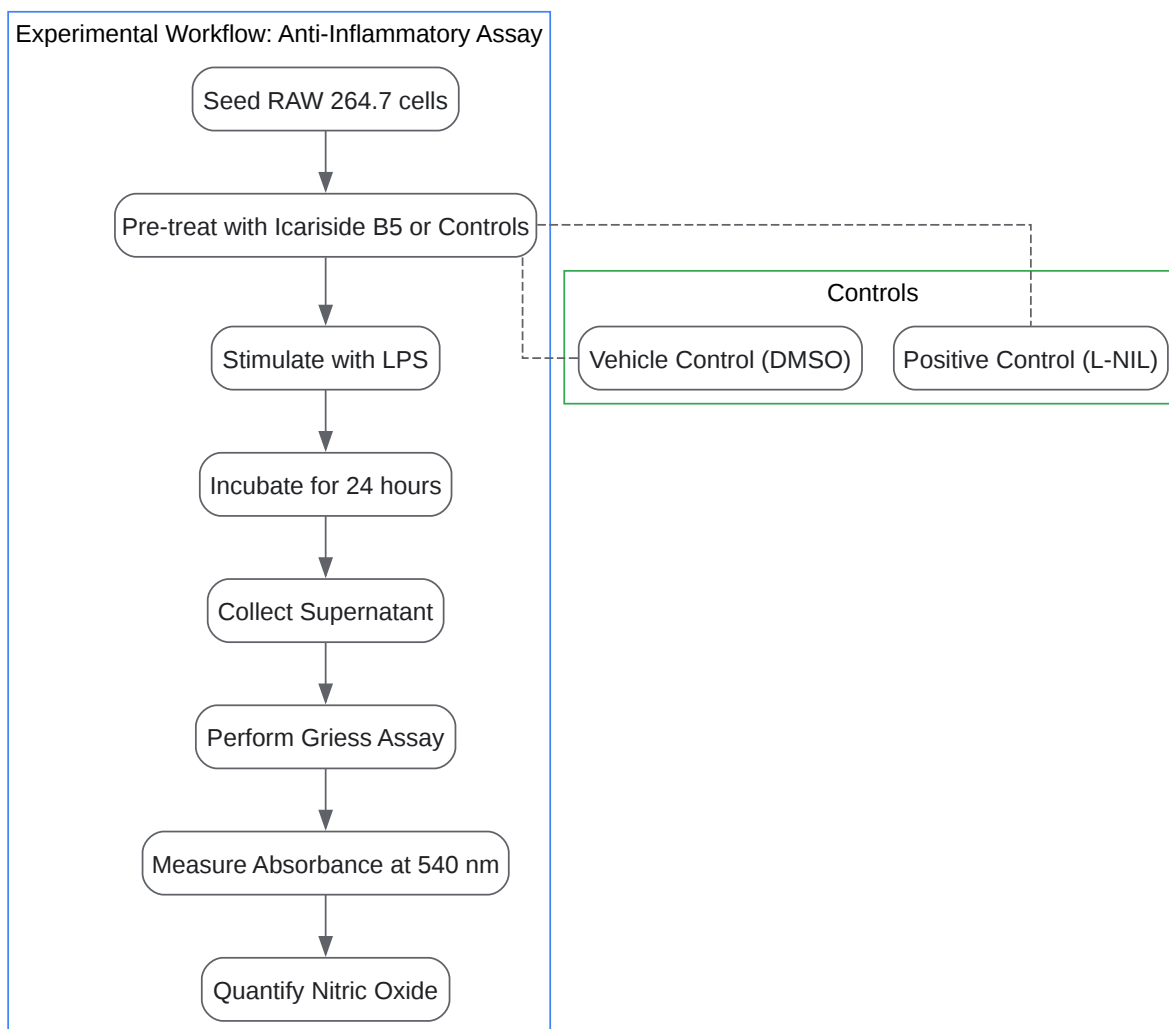 Experimental Workflow: Anti-Inflammatory Assay
Seed RAW 264.7 cells
Pre-treat with Icariside B5 or Controls
Controls
Vehicle Control (DMSO)
Positive Control (L-NIL)
Stimulate with LPS
Incubate for 24 hours
Collect Supernatant
Perform Griess Assay
Measure Absorbance at 540 nm
Quantify Nitric Oxide